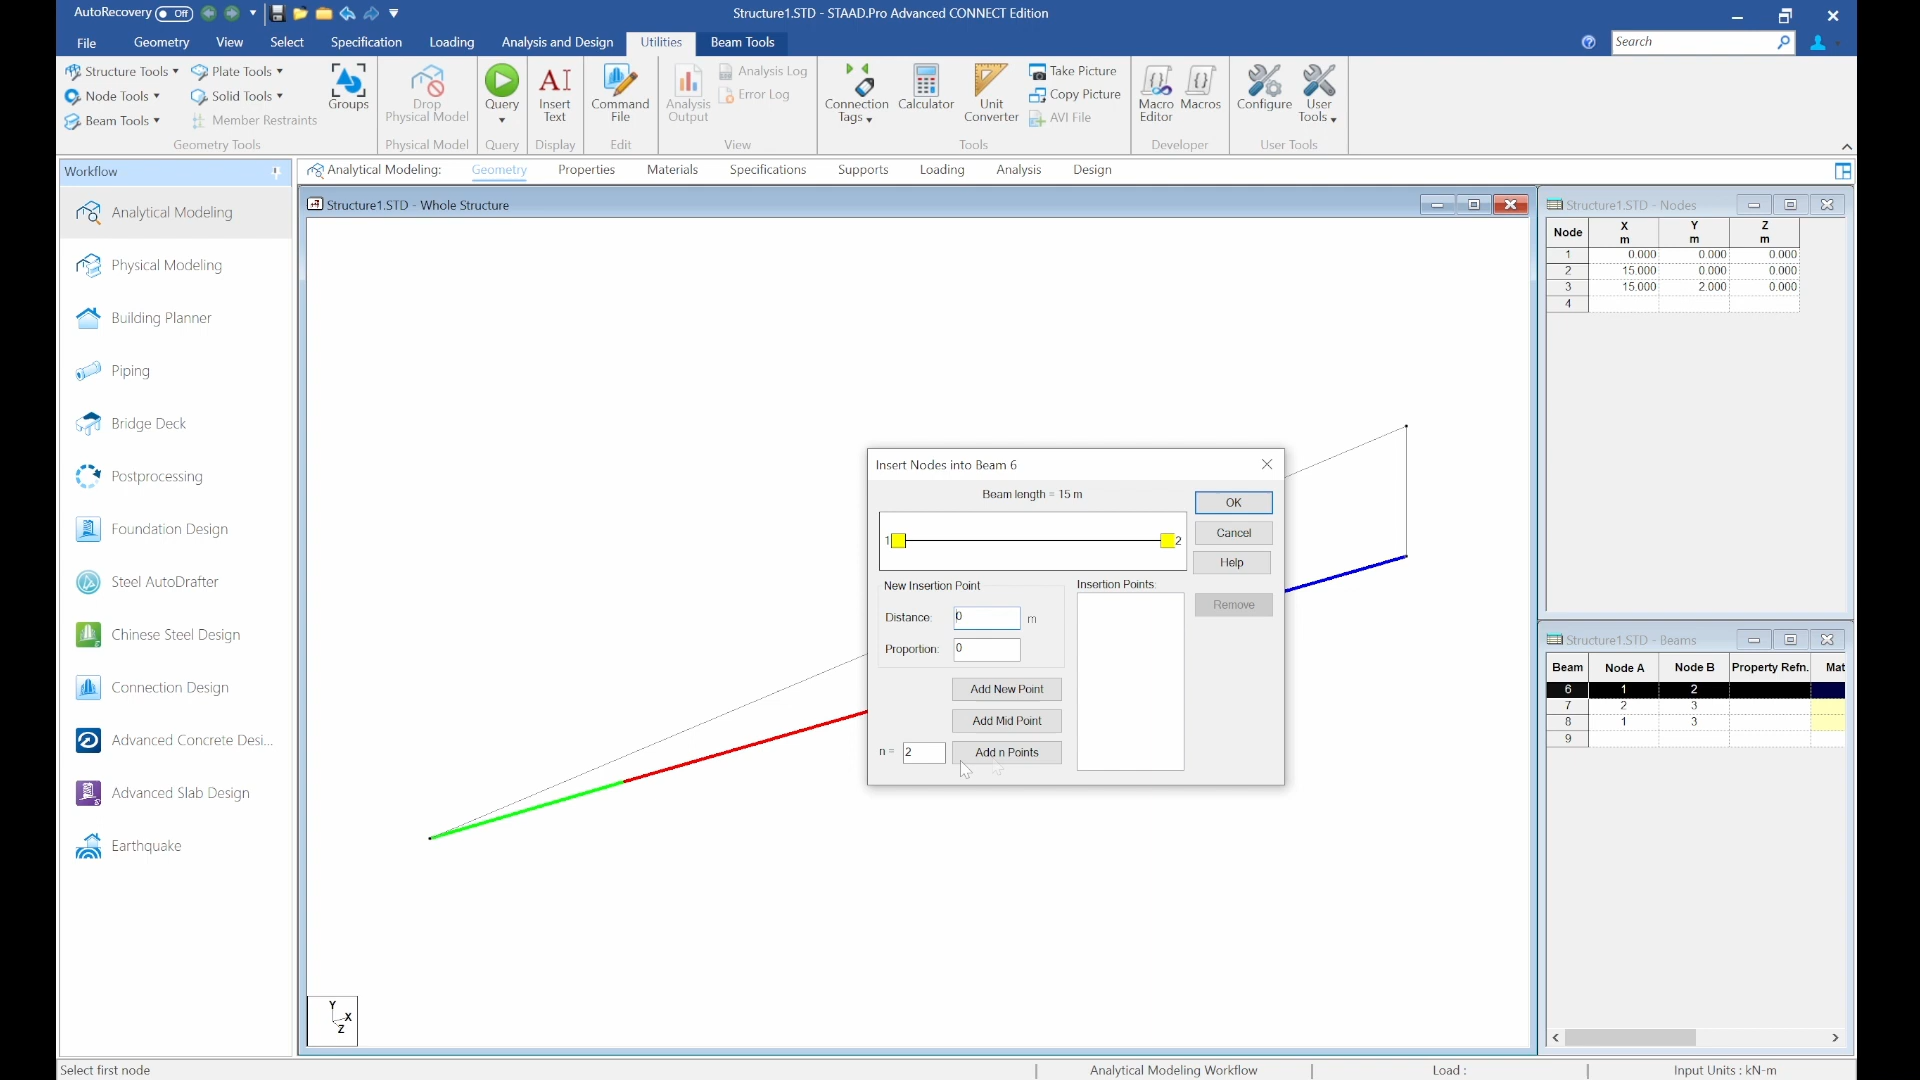 AutoRecovery Off
Structure1.STD - STAAD.Pro Advanced CONNECT Edition
File Geometry View Select Specification Loading Analysis and Design Utilities Beam Tools
Search
Structure Tools Plate Tools
Node Tools Solid Tools
Beam Tools Member Restraints
Geometry Tools
Groups
Drop Physical Model
Physical Model
Query
Query
Insert Text
Display
Command File
Edit
Analysis Output
Analysis Log
Error Log
View
Connection Tags
Calculator
Unit Converter
Take Picture
Copy Picture
AVI File
Tools
Macro Editor
Macros
Developer
Configure
User Tools
User Tools
Workflow
Analytical Modeling
Physical Modeling
Building Planner
Piping
Bridge Deck
Postprocessing
Foundation Design
Steel AutoDrafter
Chinese Steel Design
Connection Design
Advanced Concrete Desi...
Advanced Slab Design
Earthquake
Analytical Modeling: Geometry Properties Materials Specifications Supports Loading Analysis Design
Structure1.STD - Whole Structure
Insert Nodes into Beam 6
Beam length = 15 m
1 2
OK
Cancel
Help
Remove
New Insertion Point
Distance: 0 m
Proportion: 0
Insertion Points:
Add New Point
Add Mid Point
n = 2 Add n Points
Y
X
Z
Structure1.STD - Nodes
Node X m Y m Z m
1 0.000 0.000 0.000
2 15.000 0.000 0.000
3 15.000 2.000 0.000
4
Structure1.STD - Beams
Beam Node A Node B Property Refn. Mat
6 1 2
7 2 3
8 1 3
9
Select first node
Analytical Modeling Workflow
Load :
Input Units : kN-m